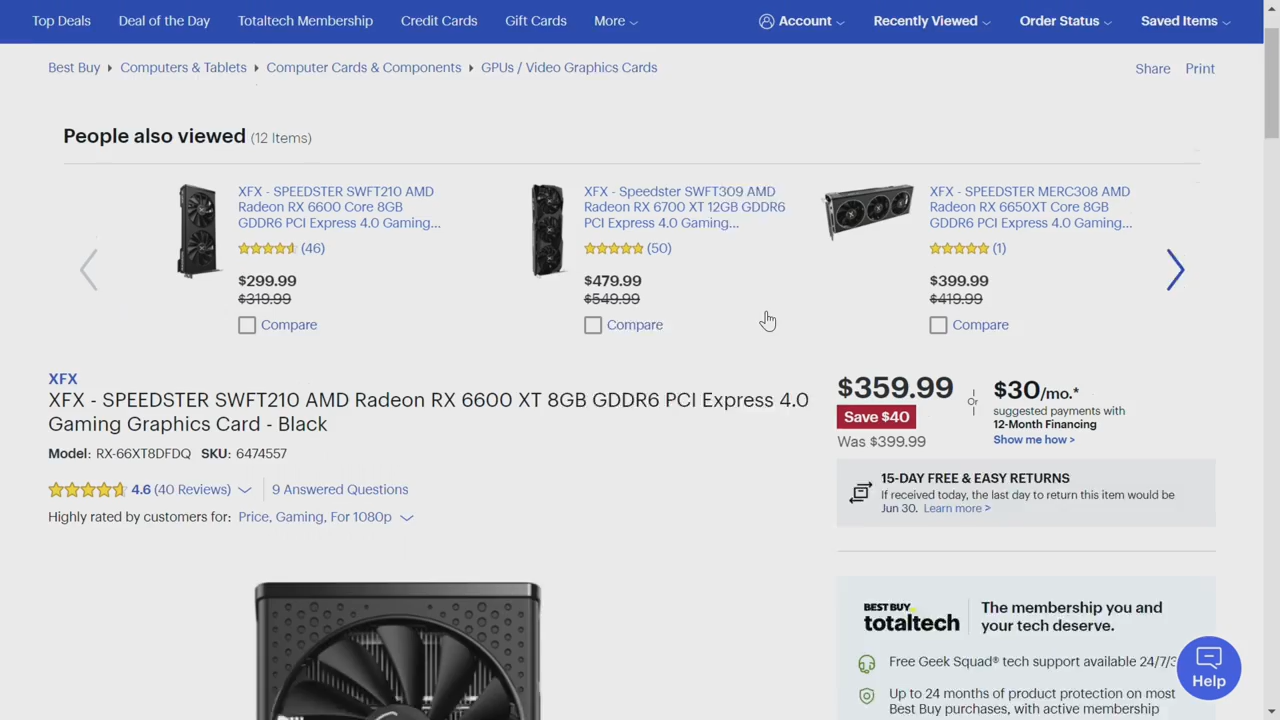 Top Deals Deal of the Day Totaltech Membership Credit Cards Gift Cards More Account Recently Viewed Order Status Saved Items
Best Buy Computers & Tablets Computer Cards & Components GPUs / Video Graphics Cards Share Print
People also viewed (12 Items)
XFX - SPEEDSTER SWFT210 AMD
Radeon RX 6600 Core 8GB
GDDR6 PCI Express 4.0 Gaming...
(46)
$299.99
$319.99
Compare
XFX - Speedster SWFT309 AMD
Radeon RX 6700 XT 12GB GDDR6
PCI Express 4.0 Gaming...
(50)
$479.99
$549.99
Compare
XFX - SPEEDSTER MERC308 AMD
Radeon RX 6650XT Core 8GB
GDDR6 PCI Express 4.0 Gaming...
(1)
$399.99
$419.99
Compare
XFX
XFX - SPEEDSTER SWFT210 AMD Radeon RX 6600 XT 8GB GDDR6 PCI Express 4.0
Gaming Graphics Card - Black
Model: RX-66XT8DFDQ SKU: 6474557
4.6 (40 Reviews) 9 Answered Questions
Highly rated by customers for: Price, Gaming, For 1080p
$359.99
Save $40
Was $399.99
Or
$30/mo.*
suggested payments with
12-Month Financing
Show me how >
15-DAY FREE & EASY RETURNS
If received today, the last day to return this item would be
Jun 30. Learn more >
BEST BUY
totaltech
The membership you and
your tech deserve.
Free Geek Squad® tech support available 24/7/3
Up to 24 months of product protection on most
Best Buy purchases, with active membership
Help